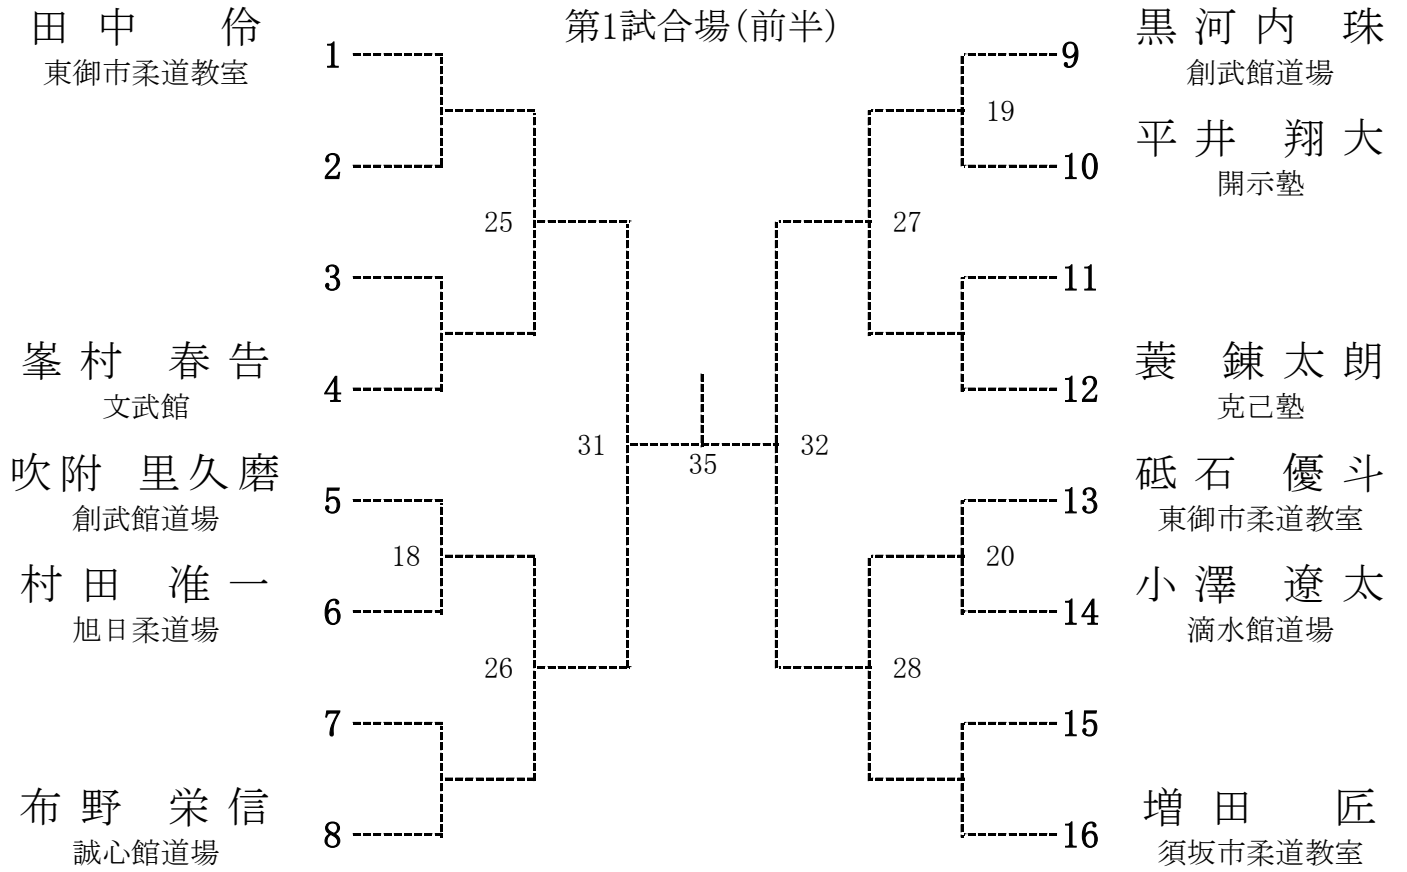 第1試合場(前半)
田中 伶
東御市柔道教室
1
2
25
3
峯村 春告
文武館
4
31
吹附 里久磨
創武館道場
5
18
村田 准一
旭日柔道場
6
26
7
布野 栄信
誠心館道場
8
35
9
黒河内 珠
創武館道場
19
平井 翔大
開示塾
10
27
11
蓑 錬太朗
克己塾
12
32
砥石 優斗
東御市柔道教室
13
20
小澤 遼太
滴水館道場
14
28
15
増田 匠
須坂市柔道教室
16